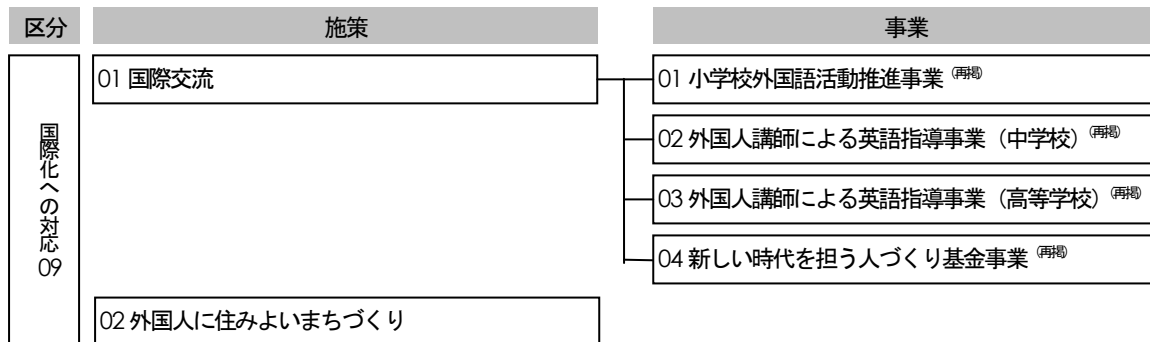 区分 施策 事業
国際化への対応 09
01 国際交流
01 小学校外国語活動推進事業 (再掲)
02 外国人講師による英語指導事業（中学校）(再掲)
03 外国人講師による英語指導事業（高等学校）(再掲)
04 新しい時代を担う人づくり基金事業 (再掲)
02 外国人に住みよいまちづくり